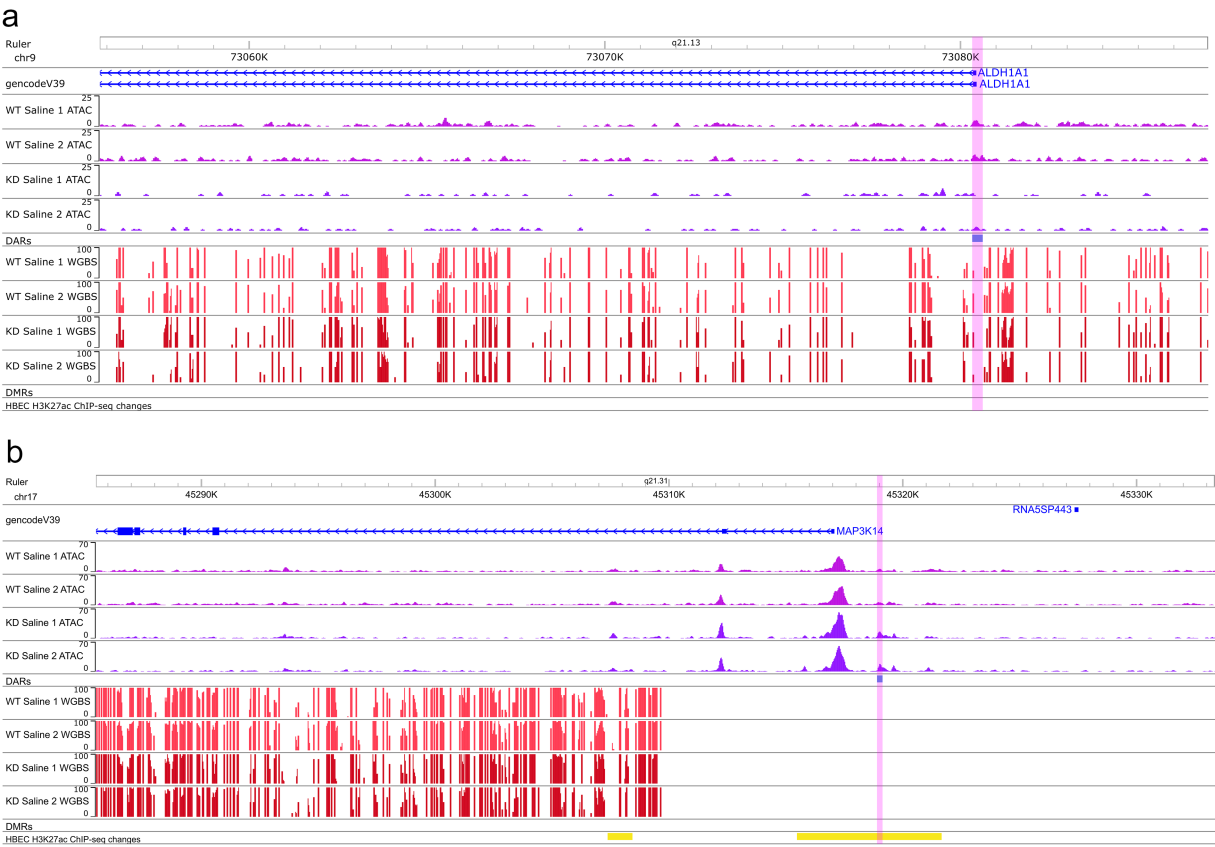 a
Ruler
q21.13
chr9
73060K
73070K
73080K
ALDH1A1
gencodeV39
ALDH1A1
25
WT Saline 1 ATAC
0
25
WT Saline 2 ATAC
0
25
KD Saline 1 ATAC
0
25
KD Saline 2 ATAC
0
DARs
100
WT Saline 1 WGBS
0
100
WT Saline 2 WGBS
0
100
KD Saline 1 WGBS
0
100
KD Saline 2 WGBS
0
DMRs
HBEC H3K27ac ChIP-seq changes
b
Ruler
q21.31
chr17
45290K
45300K
45310K
45320K
45330K
RNA5SP443
gencodeV39
MAP3K14
70
WT Saline 1 ATAC
0
70
WT Saline 2 ATAC
0
70
KD Saline 1 ATAC
0
70
KD Saline 2 ATAC
0
DARs
100
WT Saline 1 WGBS
0
100
WT Saline 2 WGBS
0
100
KD Saline 1 WGBS
0
100
KD Saline 2 WGBS
0
DMRs
HBEC H3K27ac ChIP-seq changes